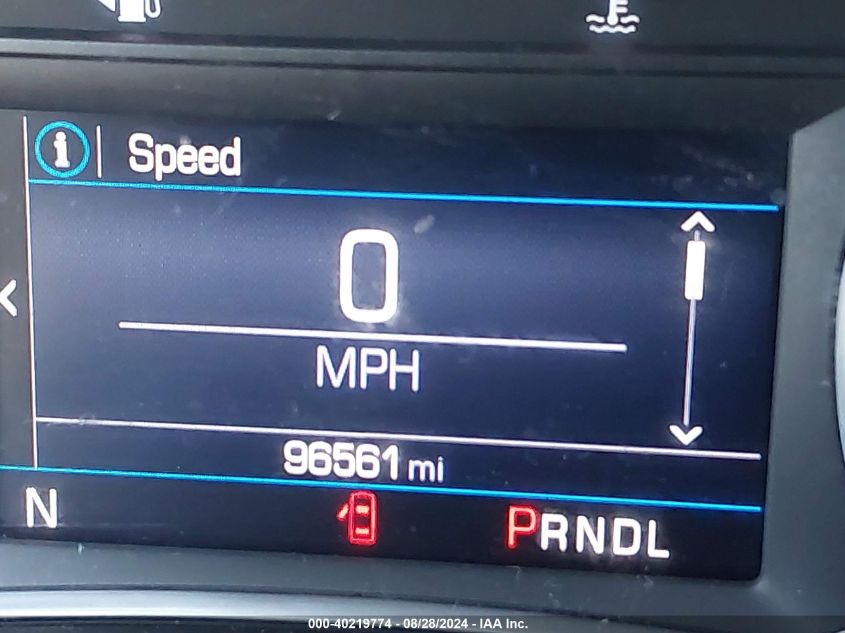 i Speed
0
MPH
96561 mi
N PRNDL
000-40219774 - 08/28/2024 - IAA Inc.